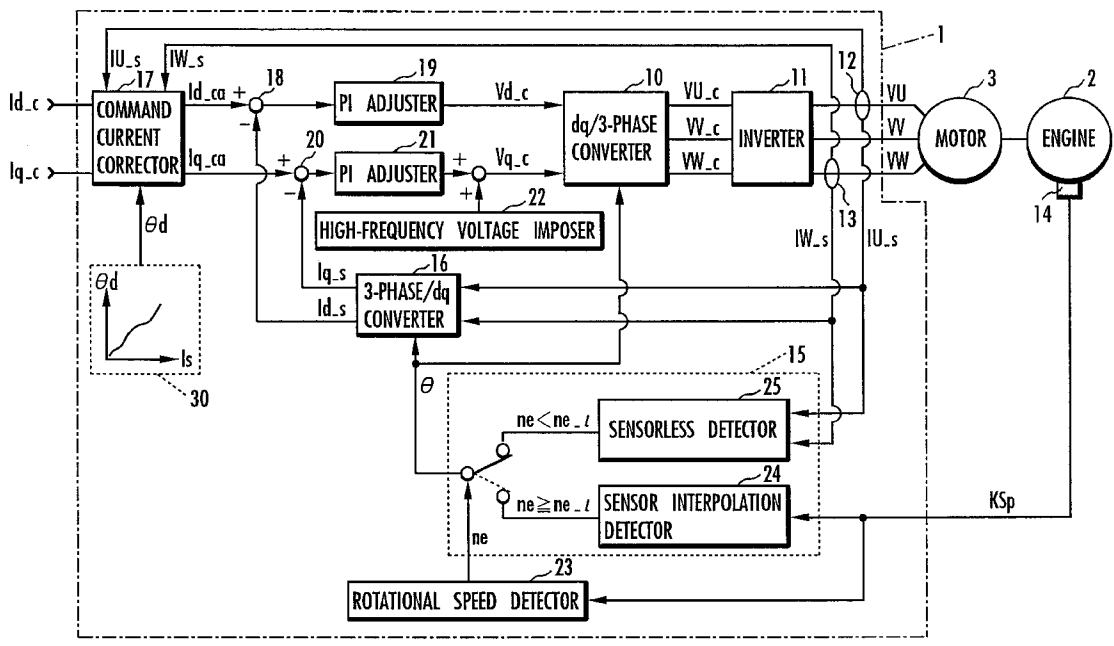 1
IU_s
IW_s
17
Id_c
COMMAND
CURRENT
CORRECTOR
Iq_c
Id_ca
+
18
−
Iq_ca
+
20
−
19
PI ADJUSTER
Vd_c
21
PI ADJUSTER
+
Vq_c
+
22
HIGH-FREQUENCY VOLTAGE IMPOSER
10
dq/3-PHASE
CONVERTER
VU_c
VV_c
VW_c
11
INVERTER
12
VU
VV
VW
13
3
MOTOR
2
ENGINE
14
IW_s
IU_s
θd
θd
Is
30
Iq_s
Id_s
16
3-PHASE/dq
CONVERTER
θ
15
25
ne<ne_l
SENSORLESS DETECTOR
24
ne≧ne_l
SENSOR INTERPOLATION
DETECTOR
KSp
ne
23
ROTATIONAL SPEED DETECTOR